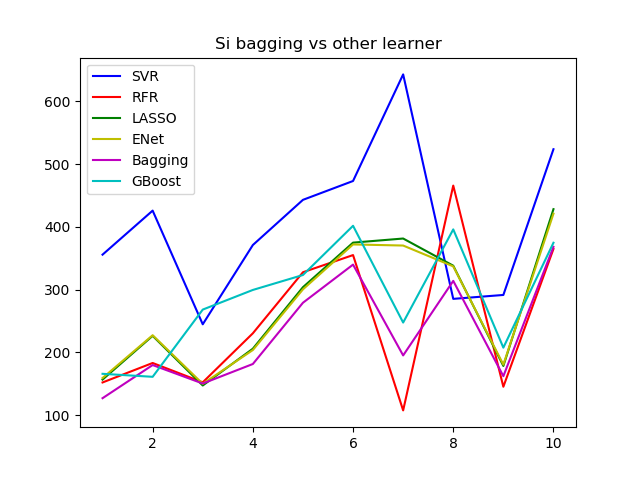 Si bagging vs other learner
SVR
RFR
LASSO
ENet
Bagging
GBoost
600
500
400
300
200
100
2 4 6 8 10